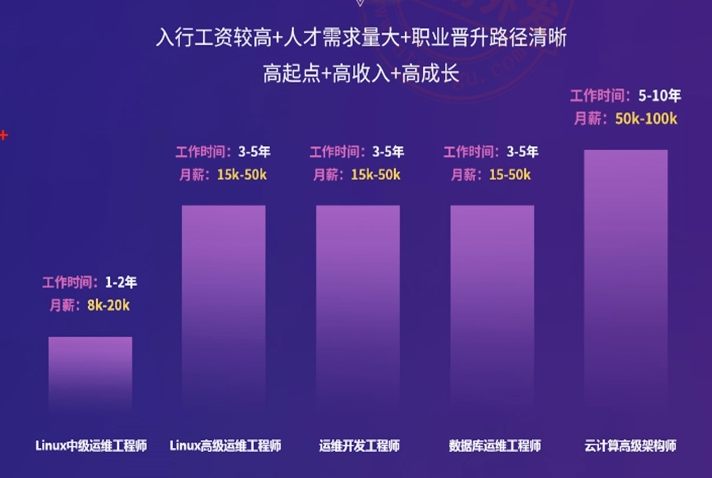 入行工资较高+人才需求量大+职业晋升路径清晰
高起点+高收入+高成长
工作时间：5-10年
月薪：50k-100k
工作时间：3-5年
月薪：15k-50k
工作时间：3-5年
月薪：15k-50k
工作时间：3-5年
月薪：15-50k
工作时间：1-2年
月薪：8k-20k
Linux中级运维工程师
Linux高级运维工程师
运维开发工程师
数据库运维工程师
云计算高级架构师